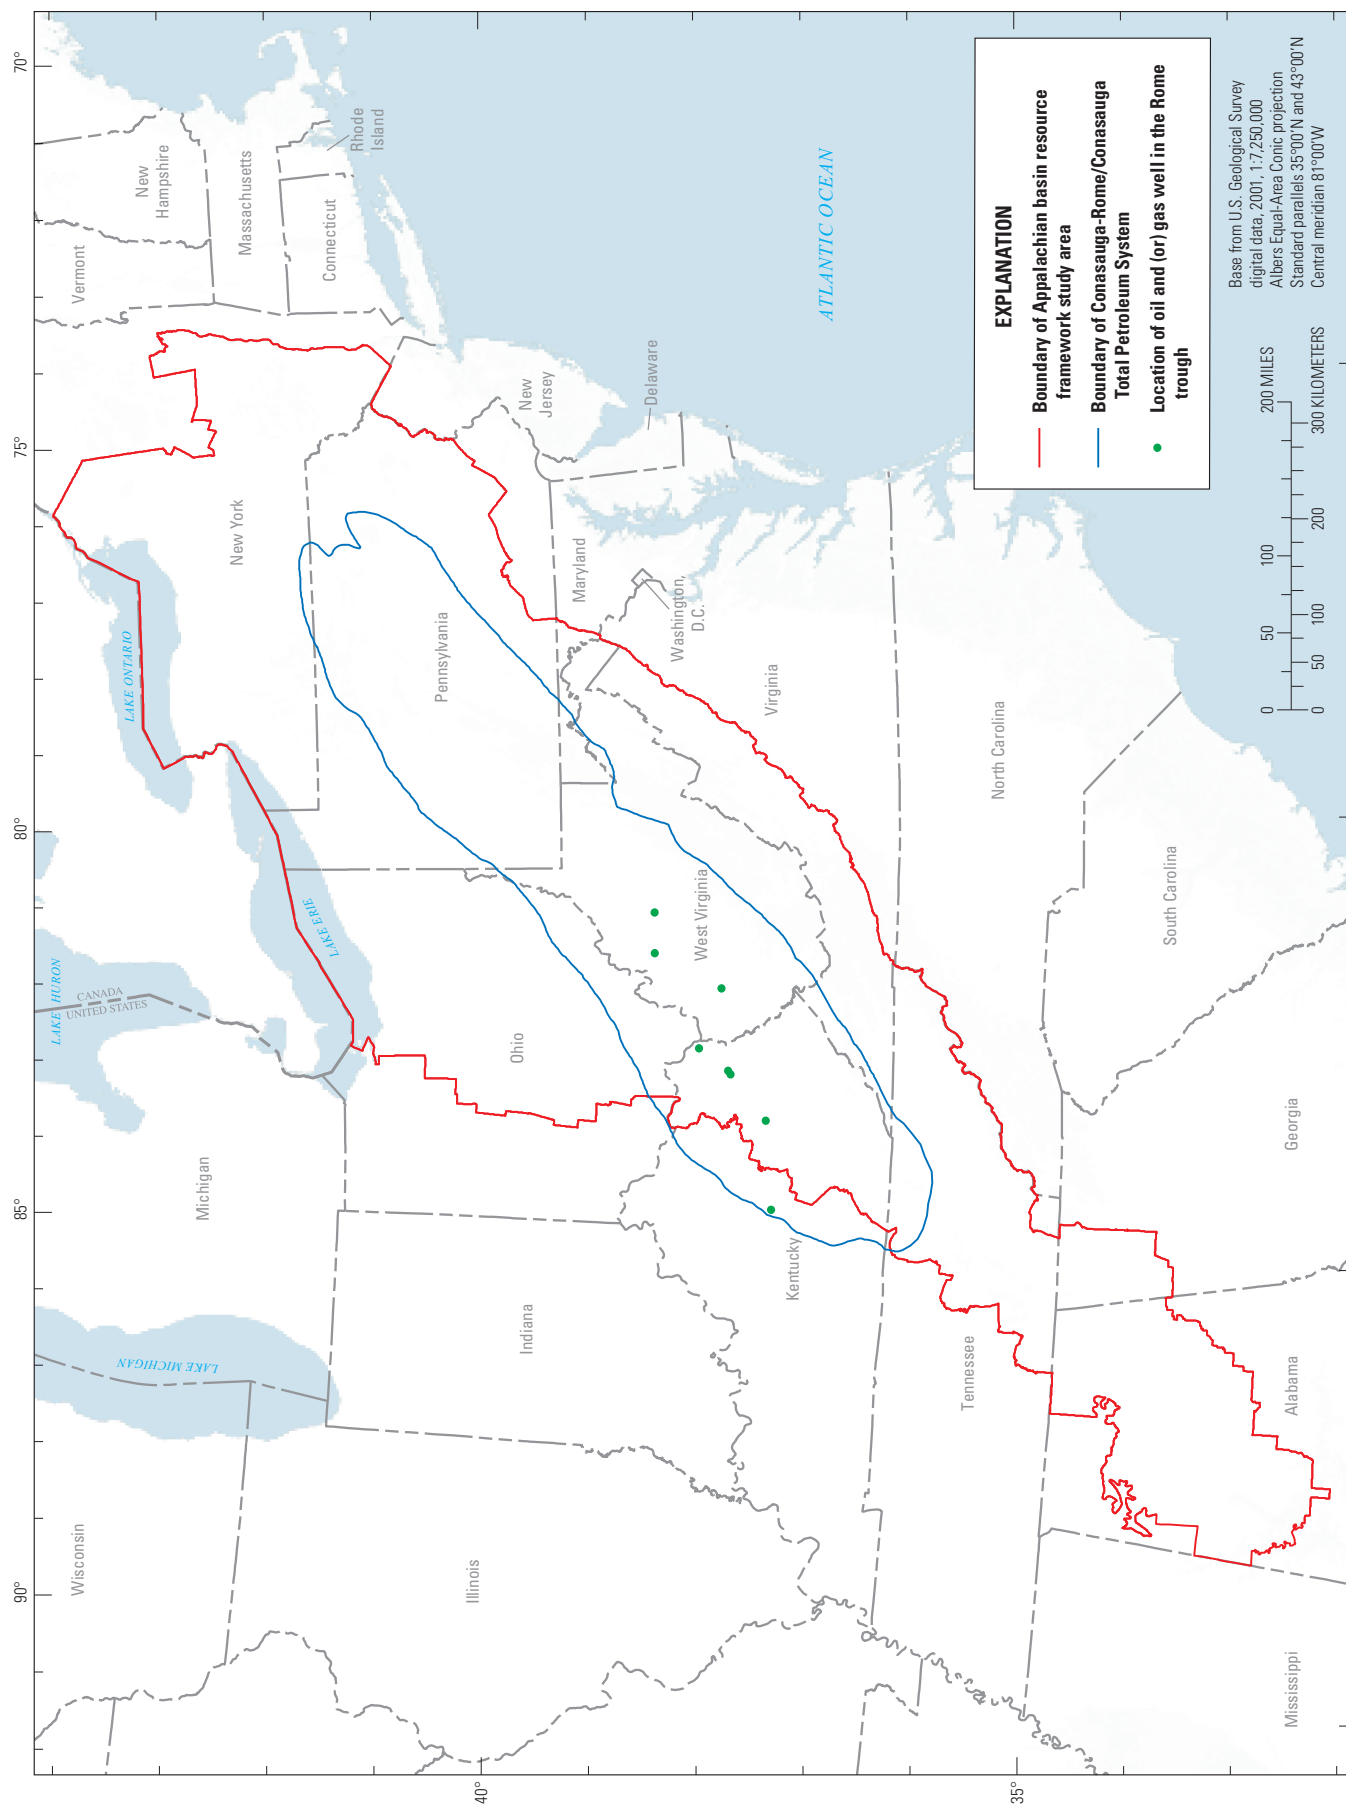 90°
85°
80°
75°
70°
40°
35°
Wisconsin
LAKE MICHIGAN
Michigan
LAKE HURON
CANADA
UNITED STATES
LAKE ERIE
LAKE ONTARIO
New York
Vermont
New
Hampshire
Massachusetts
Connecticut
Rhode
Island
Illinois
Indiana
Ohio
Pennsylvania
New
Jersey
Delaware
Maryland
Washington,
D.C.
West Virginia
Virginia
Kentucky
Tennessee
North Carolina
South Carolina
Georgia
Alabama
Mississippi
ATLANTIC OCEAN
EXPLANATION
Boundary of Appalachian basin resource
framework study area
Boundary of Conasauga-Rome/Conasauga
Total Petroleum System
Location of oil and (or) gas well in the Rome
trough
0 50 100 200 MILES
0 50 100 200 300 KILOMETERS
Base from U.S. Geological Survey
digital data, 2001, 1:7,250,000
Albers Equal-Area Conic projection
Standard parallels 35°00'N and 43°00'N
Central meridian 81°00'W